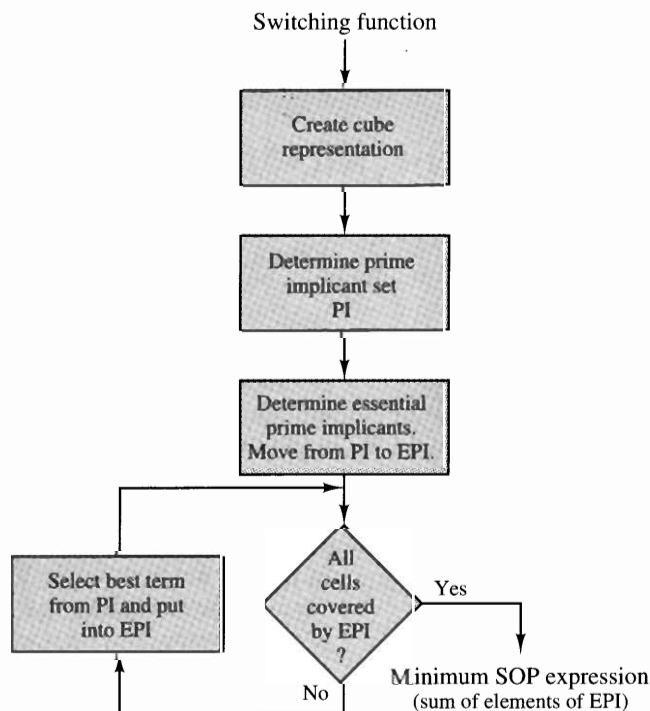 Switching function
Create cube
representation
Determine prime
implicant set
PI
Determine essential
prime implicants.
Move from PI to EPI.
Select best term
from PI and put
into EPI
All
cells
covered
by EPI
?
Yes
No
Minimum SOP expression
(sum of elements of EPI)